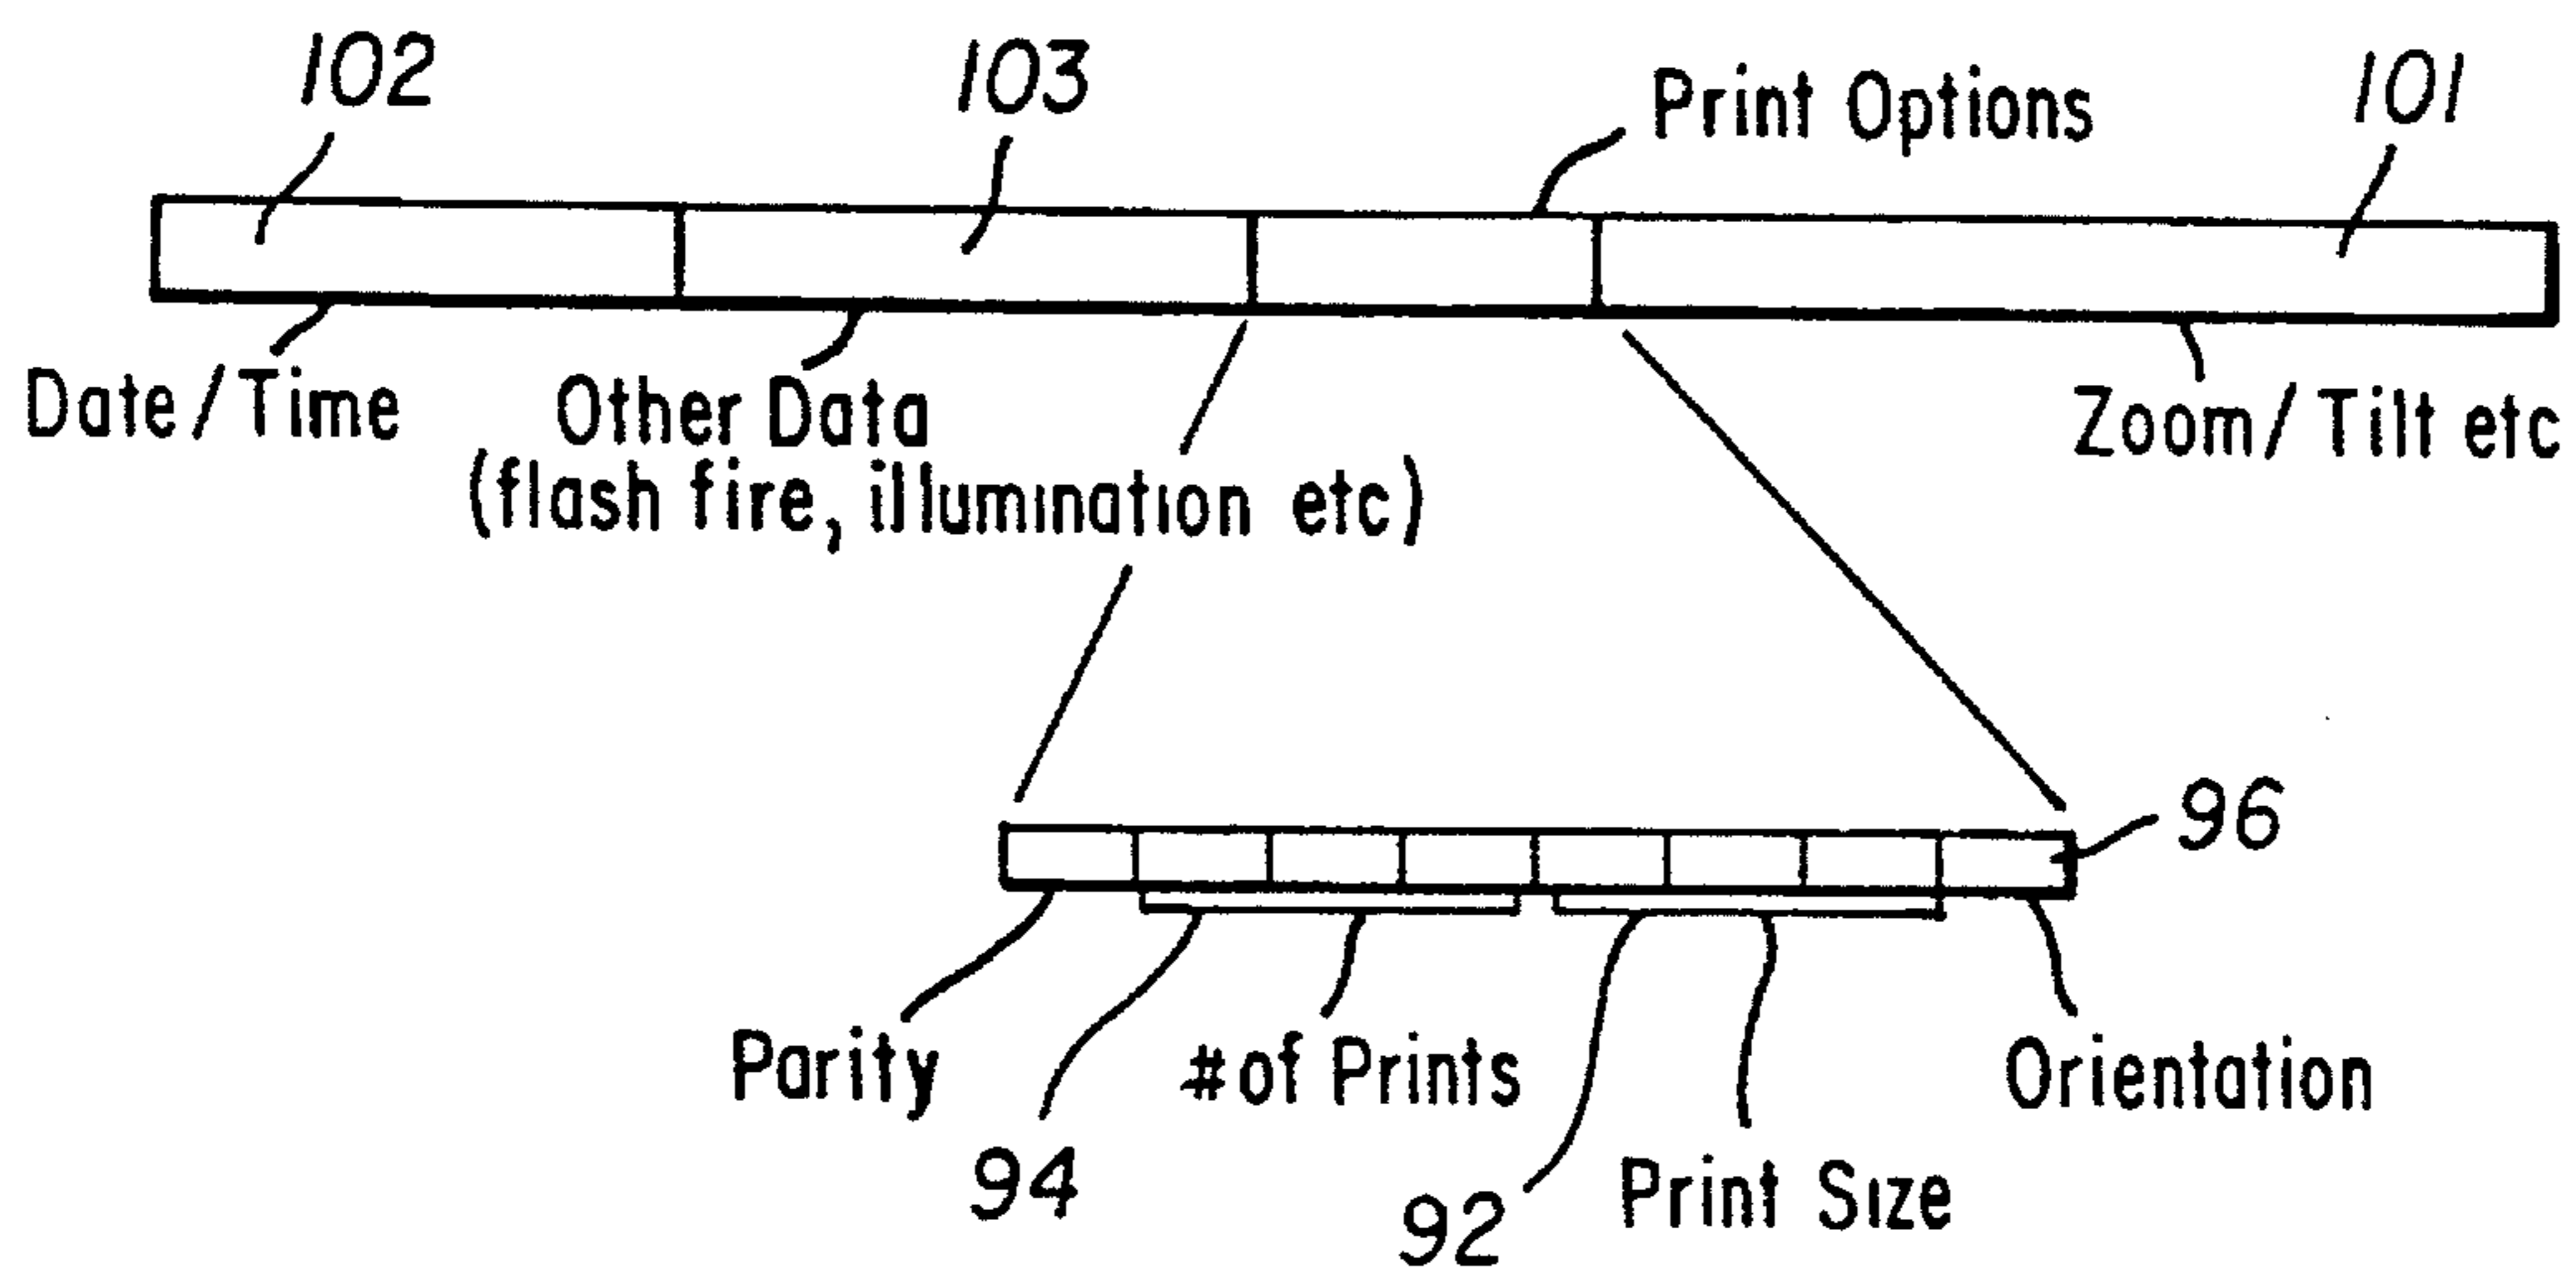 102
103
Print Options
101
Date/Time
Other Data
(flash fire, illumination etc)
Zoom/Tilt etc
96
Parity
# of Prints
Orientation
94
92
Print Size